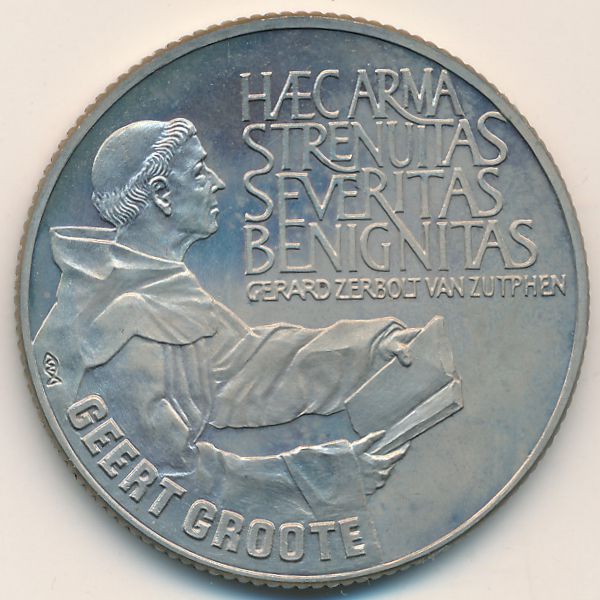 HÆC ARMA
STRENUITAS
SEVERITAS
BENIGNITAS
GERARD ZERBOLT VAN ZUTPHEN
GEERT GROOTE